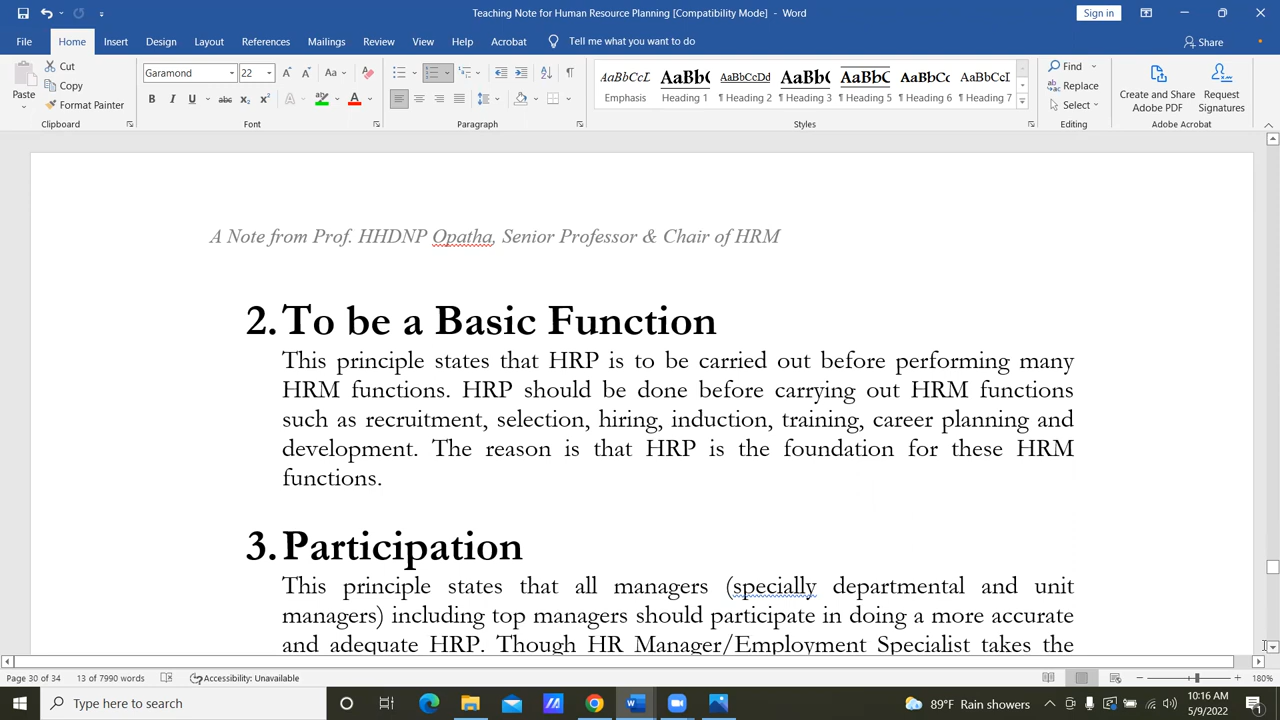 Teaching Note for Human Resource Planning [Compatibility Mode] - Word
Sign in
File Home Insert Design Layout References Mailings Review View Help Acrobat Tell me what you want to do Share
Paste
Cut
Copy
Format Painter
Clipboard
Garamond 22
Font
Paragraph
AaBbCcL AaBb( AaBbCcDd AaBb( AaBbC AaBbCc AaBbCc
Emphasis Heading 1 ¶ Heading 2 Heading 3 ¶ Heading 5 ¶ Heading 6 ¶ Heading 7
Styles
Find
Replace
Select
Editing
Create and Share Adobe PDF
Request Signatures
Adobe Acrobat
A Note from Prof. HHDNP Opatha, Senior Professor & Chair of HRM
2. To be a Basic Function
This principle states that HRP is to be carried out before performing many
HRM functions. HRP should be done before carrying out HRM functions
such as recruitment, selection, hiring, induction, training, career planning and
development. The reason is that HRP is the foundation for these HRM
functions.
3. Participation
This principle states that all managers (specially departmental and unit
managers) including top managers should participate in doing a more accurate
and adequate HRP. Though HR Manager/Employment Specialist takes the
Page 30 of 34 13 of 7990 words Accessibility: Unavailable 180%
Type here to search
89°F Rain showers
10:16 AM
5/9/2022